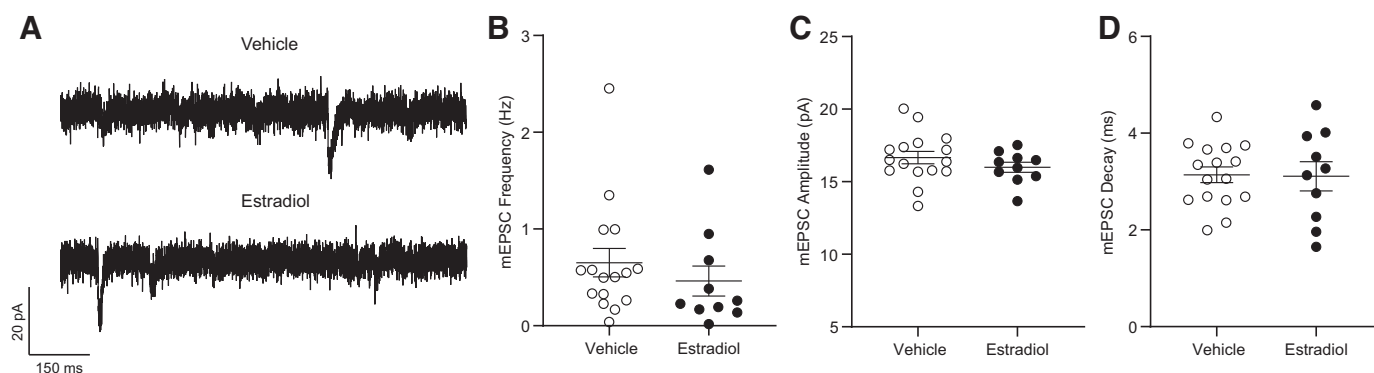 A
Vehicle
Estradiol
20 pA
150 ms
B
mEPSC Frequency (Hz)
3
2
1
0
Vehicle
Estradiol
C
mEPSC Amplitude (pA)
25
20
15
10
5
Vehicle
Estradiol
D
mEPSC Decay (ms)
6
4
2
0
Vehicle
Estradiol